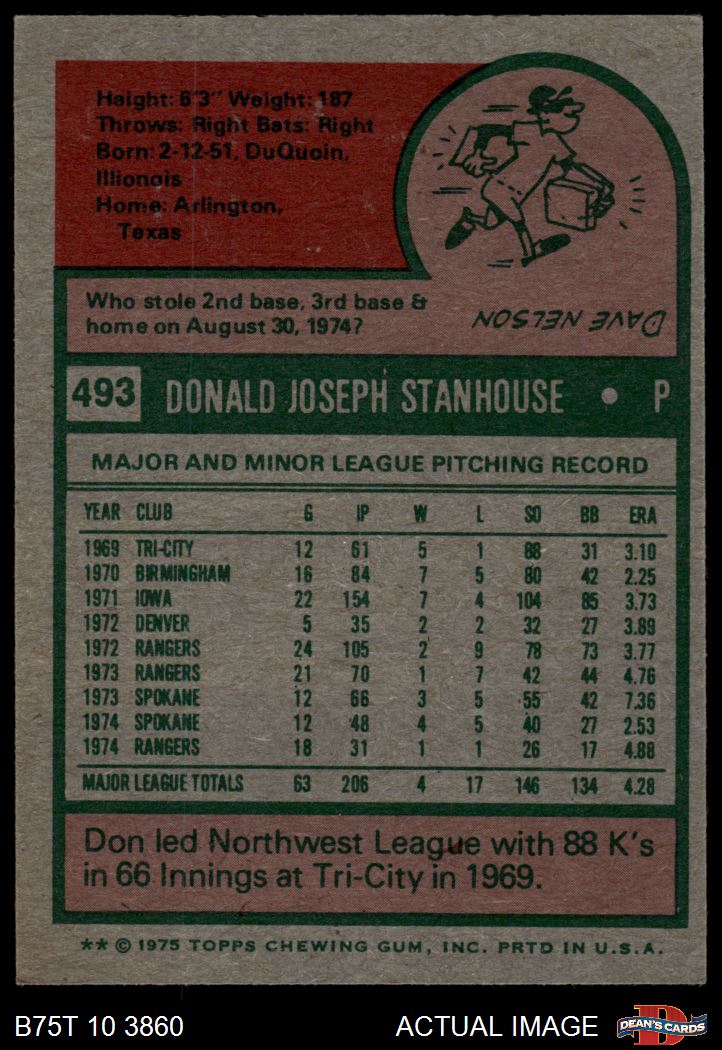 Height: 6'3" Weight: 187
Throws: Right Bats: Right
Born: 2-12-51, DuQuoin,
Illionois
Home: Arlington,
Texas
Who stole 2nd base, 3rd base &
home on August 30, 1974?
DAVE NELSON
493 DONALD JOSEPH STANHOUSE • P
MAJOR AND MINOR LEAGUE PITCHING RECORD
YEAR CLUB G IP W L SO BB ERA
1969 TRI-CITY 12 61 5 1 88 31 3.10
1970 BIRMINGHAM 16 84 7 5 80 42 2.25
1971 IOWA 22 154 7 4 104 85 3.73
1972 DENVER 5 35 2 2 32 27 3.89
1972 RANGERS 24 105 2 9 78 73 3.77
1973 RANGERS 21 70 1 7 42 44 4.76
1973 SPOKANE 12 66 3 5 55 42 7.36
1974 SPOKANE 12 48 4 5 40 27 2.53
1974 RANGERS 18 31 1 1 26 17 4.88
MAJOR LEAGUE TOTALS 63 206 4 17 146 134 4.28
Don led Northwest League with 88 K's
in 66 Innings at Tri-City in 1969.
** © 1975 TOPPS CHEWING GUM, INC. PRTD IN U.S.A.
B75T 10 3860 ACTUAL IMAGE D DEAN'S CARDS